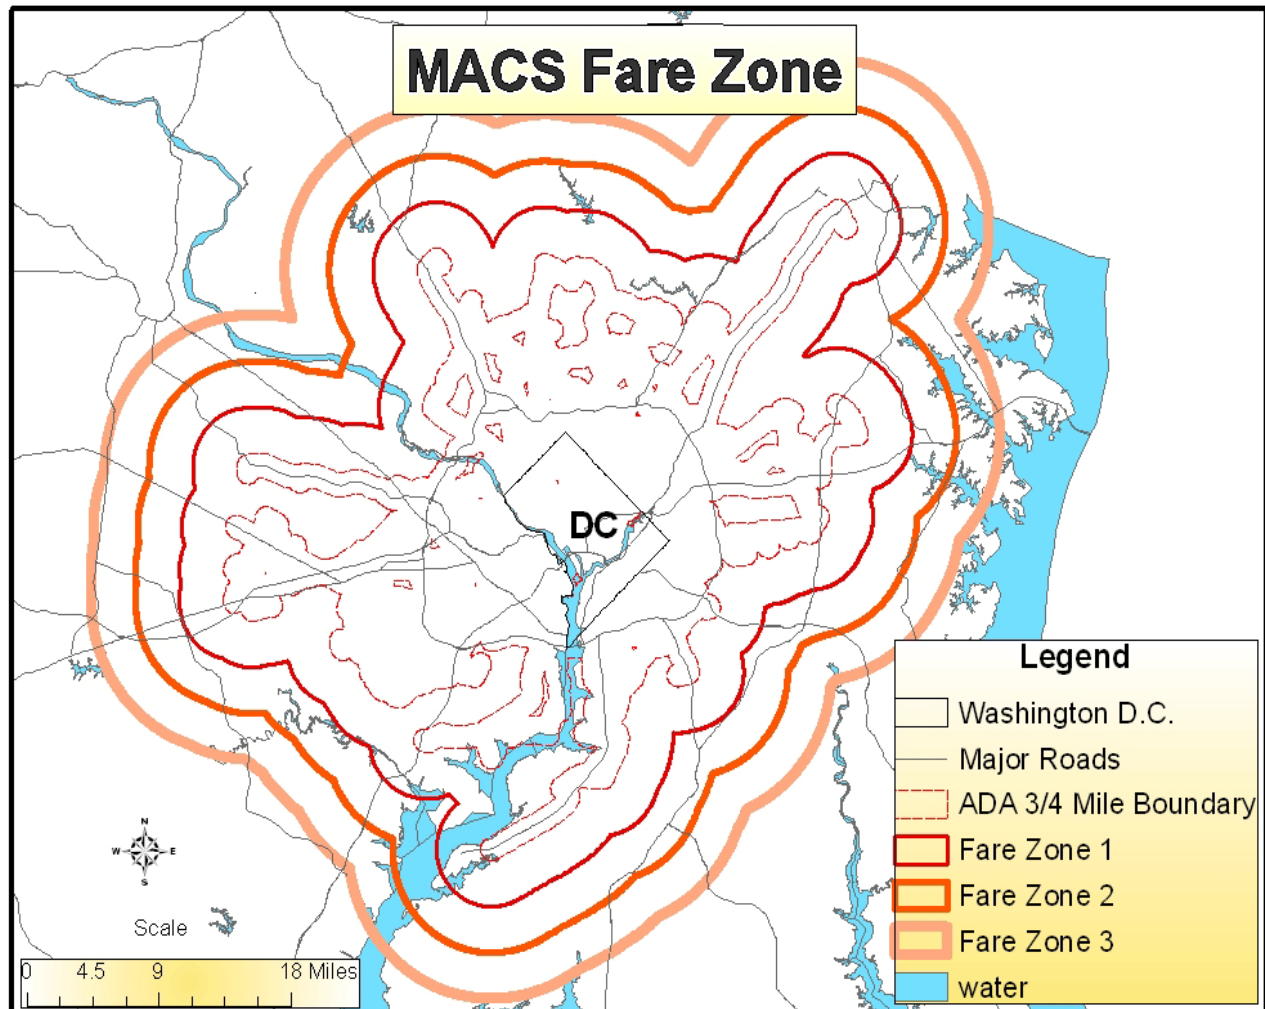 MACS Fare Zone
DC
Legend
Washington D.C.
Major Roads
ADA 3/4 Mile Boundary
Fare Zone 1
Fare Zone 2
Fare Zone 3
water
N
W E
S
Scale
0 4.5 9 18 Miles